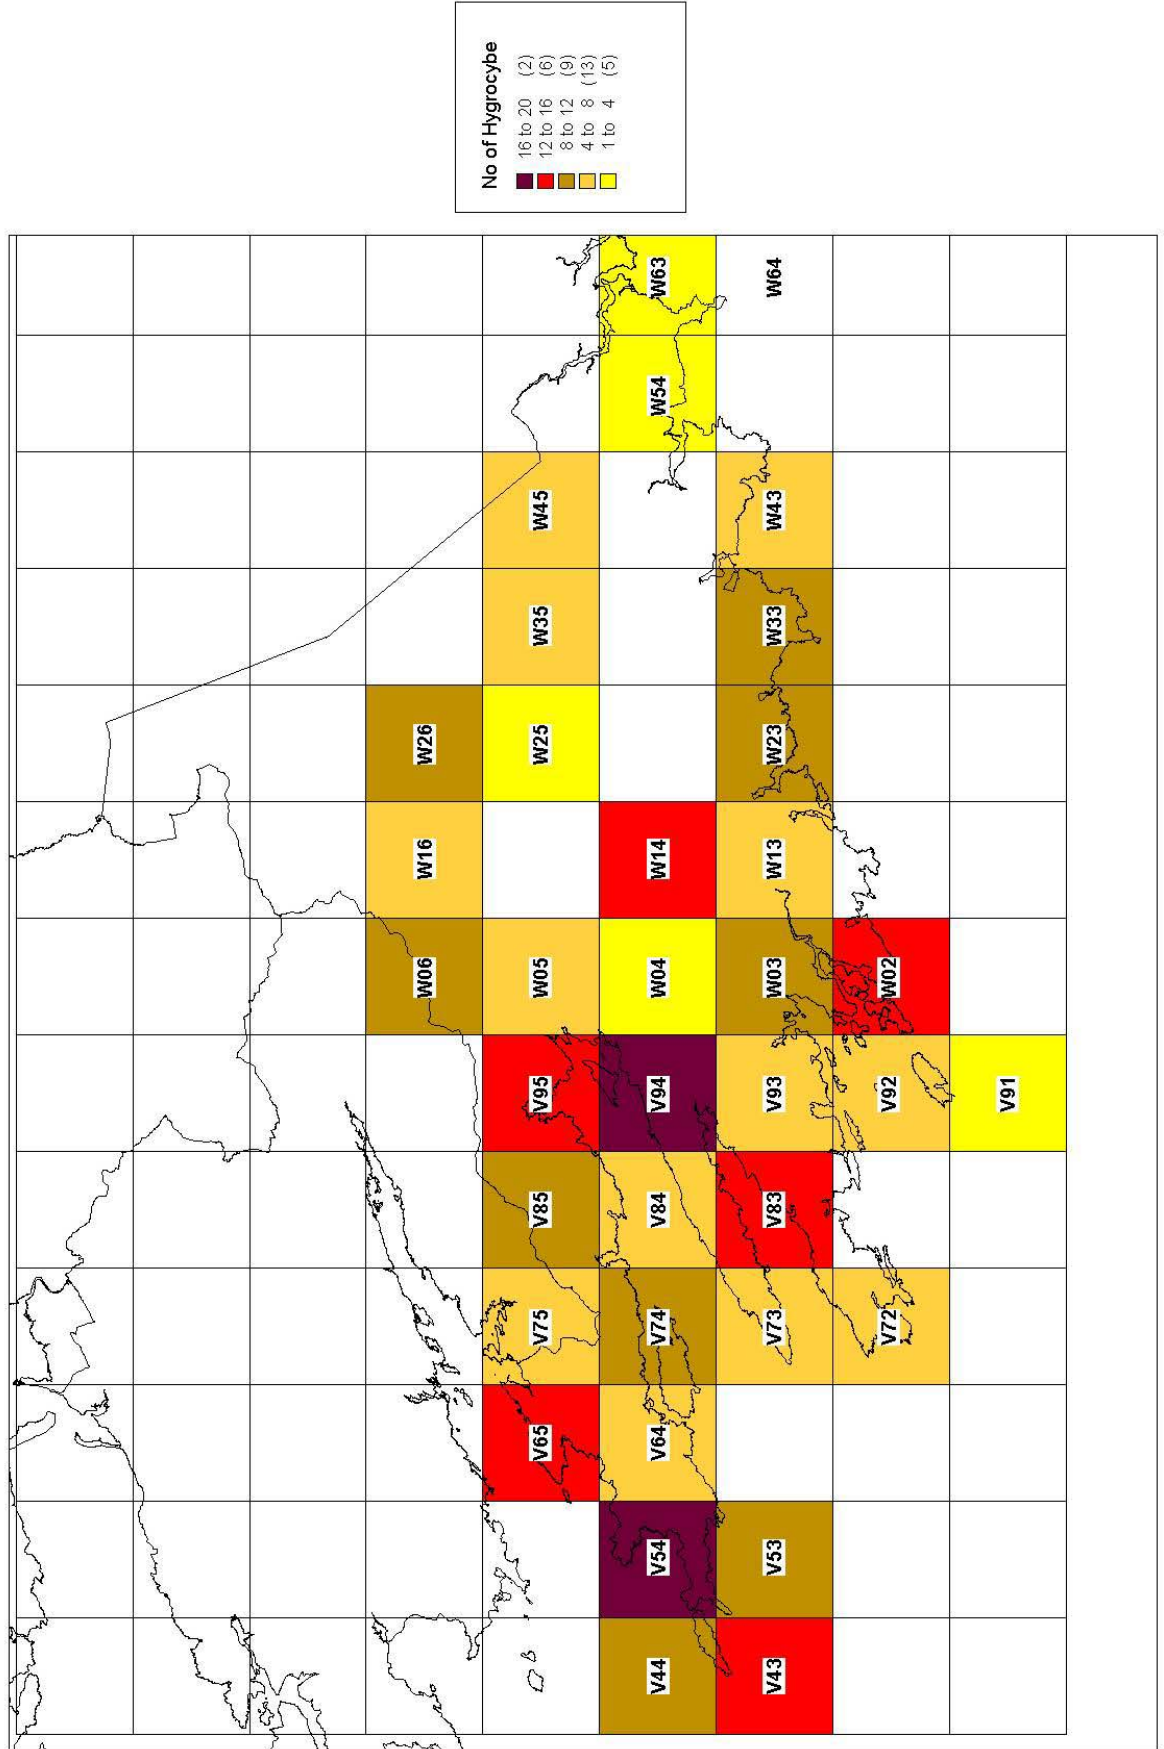 W06 W16 W26
V65 V75 V85 V95 W05 W25 W35 W45
V44 V54 V64 V74 V84 V94 W04 W14 W54 W63
V43 V53 V73 V83 V93 W03 W13 W23 W33 W43 W64
V72 V92 W02
V91
No of Hygrocybe
16 to 20 (2)
12 to 16 (6)
8 to 12 (9)
4 to 8 (13)
1 to 4 (5)